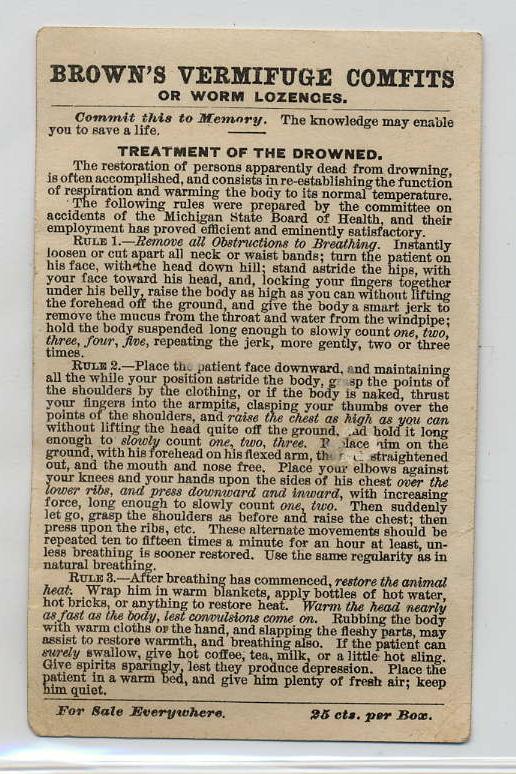 BROWN'S VERMIFUGE COMFITS
OR WORM LOZENGES.
Commit this to Memory. The knowledge may enable
you to save a life.
TREATMENT OF THE DROWNED.
The restoration of persons apparently dead from drowning,
is often accomplished, and consists in re-establishing the function
of respiration and warming the body to its normal temperature.
The following rules were prepared by the committee on
accidents of the Michigan State Board of Health, and their
employment has proved efficient and eminently satisfactory.
RULE 1.—Remove all Obstructions to Breathing. Instantly
loosen or cut apart all neck or waist bands; turn the patient on
his face, with the head down hill; stand astride the hips, with
your face toward his head, and, locking your fingers together
under his belly, raise the body as high as you can without lifting
the forehead off the ground, and give the body a smart jerk to
remove the mucus from the throat and water from the windpipe;
hold the body suspended long enough to slowly count one, two,
three, four, five, repeating the jerk, more gently, two or three
times.
RULE 2.—Place the patient face downward, and maintaining
all the while your position astride the body, grasp the points of
the shoulders by the clothing, or if the body is naked, thrust
your fingers into the armpits, clasping your thumbs over the
points of the shoulders, and raise the chest as high as you can
without lifting the head quite off the ground, and hold it long
enough to slowly count one, two, three. Replace him on the
ground, with his forehead on his flexed arm, the straightened
out, and the mouth and nose free. Place your elbows against
your knees and your hands upon the sides of his chest over the
lower ribs, and press downward and inward, with increasing
force, long enough to slowly count one, two. Then suddenly
let go, grasp the shoulders as before and raise the chest; then
press upon the ribs, etc. These alternate movements should be
repeated ten to fifteen times a minute for an hour at least, un-
less breathing is sooner restored. Use the same regularity as in
natural breathing.
RULE 3.—After breathing has commenced, restore the animal
heat. Wrap him in warm blankets, apply bottles of hot water,
hot bricks, or anything to restore heat. Warm the head nearly
as fast as the body, lest convulsions come on. Rubbing the body
with warm cloths or the hand, and slapping the fleshy parts, may
assist to restore warmth, and breathing also. If the patient can
surely swallow, give hot coffee, tea, milk, or a little hot sling.
Give spirits sparingly, lest they produce depression. Place the
patient in a warm bed, and give him plenty of fresh air; keep
him quiet.
For Sale Everywhere. 25 cts. per Box.